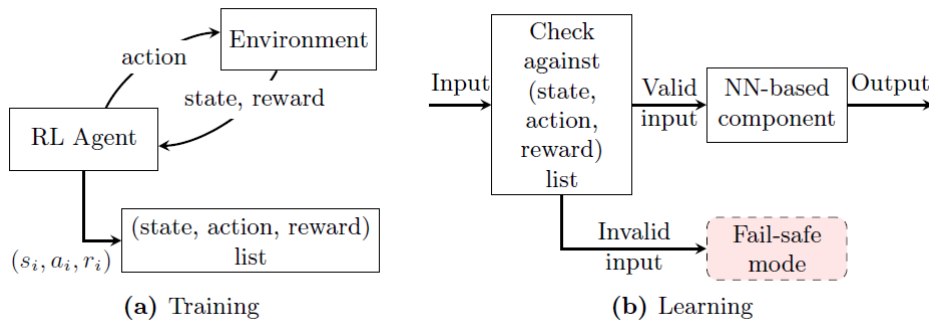 Environment
action
state, reward
RL Agent
(state, action, reward)
list
(s_i, a_i, r_i)
(a) Training
Input
Check
against
(state,
action,
reward)
list
Valid
input
NN-based
component
Output
Invalid
input
Fail-safe
mode
(b) Learning